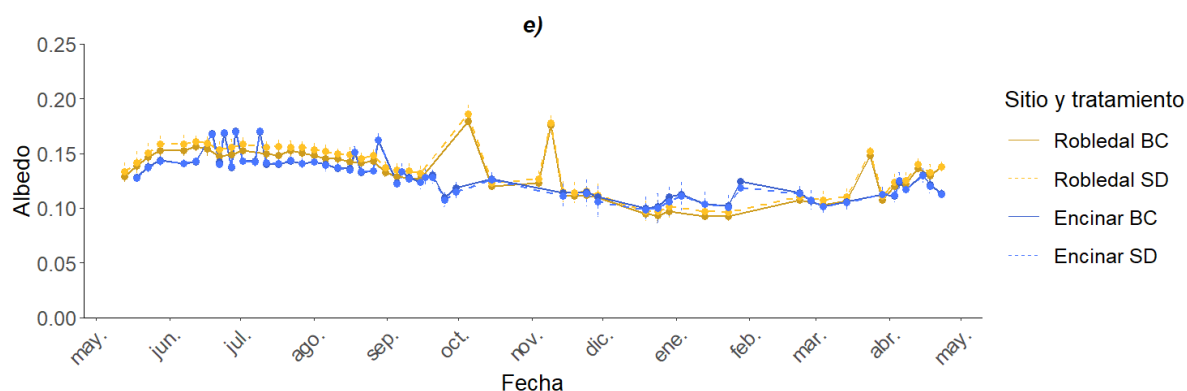 e)
0.25
0.20
0.15
0.10
0.05
0.00
Albedo
may.
jun.
jul.
ago.
sep.
oct.
nov.
dic.
ene.
feb.
mar.
abr.
may.
Fecha
Sitio y tratamiento
Robledal BC
Robledal SD
Encinar BC
Encinar SD